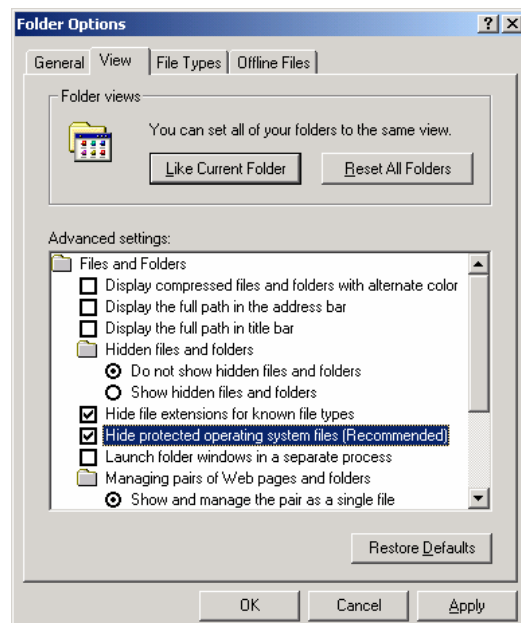 Folder Options
General View File Types Offline Files
Folder views
You can set all of your folders to the same view.
Like Current Folder Reset All Folders
Advanced settings:
Files and Folders
Display compressed files and folders with alternate color
Display the full path in the address bar
Display the full path in title bar
Hidden files and folders
Do not show hidden files and folders
Show hidden files and folders
Hide file extensions for known file types
Hide protected operating system files (Recommended)
Launch folder windows in a separate process
Managing pairs of Web pages and folders
Show and manage the pair as a single file
Restore Defaults
OK Cancel Apply